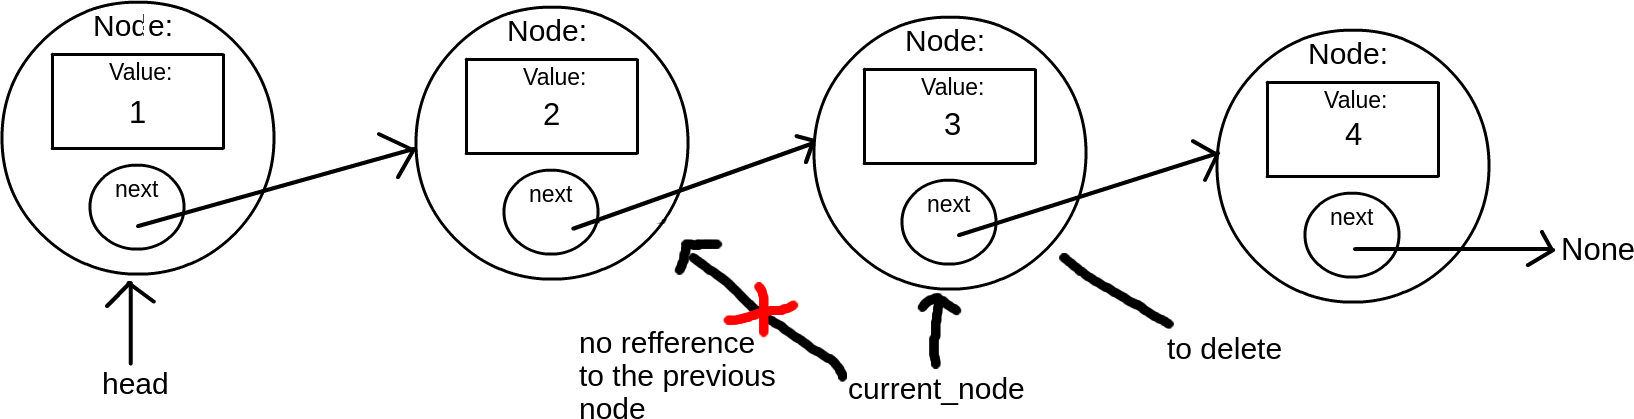 Node:
Value:
1
next
head
Node:
Value:
2
next
no refference
to the previous
node
Node:
Value:
3
next
current_node
to delete
Node:
Value:
4
next
None